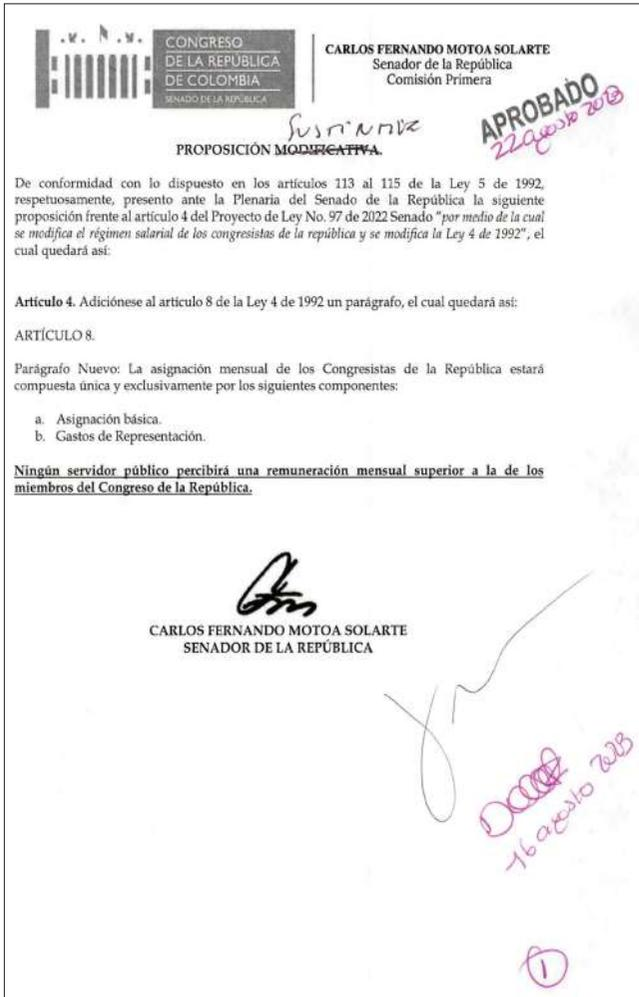 CONGRESO
DE LA REPÚBLICA
DE COLOMBIA
SENADO DE LA REPÚBLICA
CARLOS FERNANDO MOTOA SOLARTE
Senador de la República
Comisión Primera
APROBADO
22 agosto 2023
PROPOSICIÓN MODIFICATIVA.
De conformidad con lo dispuesto en los artículos 113 al 115 de la Ley 5 de 1992,
respetuosamente, presento ante la Plenaria del Senado de la República la siguiente
proposición frente al artículo 4 del Proyecto de Ley No. 97 de 2022 Senado "por medio de la cual
se modifica el régimen salarial de los congresistas de la república y se modifica la Ley 4 de 1992", el
cual quedará así:
Artículo 4. Adiciónese al artículo 8 de la Ley 4 de 1992 un parágrafo, el cual quedará así:
ARTÍCULO 8.
Parágrafo Nuevo: La asignación mensual de los Congresistas de la República estará
compuesta única y exclusivamente por los siguientes componentes:
a. Asignación básica.
b. Gastos de Representación.
Ningún servidor público percibirá una remuneración mensual superior a la de los
miembros del Congreso de la República.
CARLOS FERNANDO MOTOA SOLARTE
SENADOR DE LA REPÚBLICA
16 agosto 2023
1